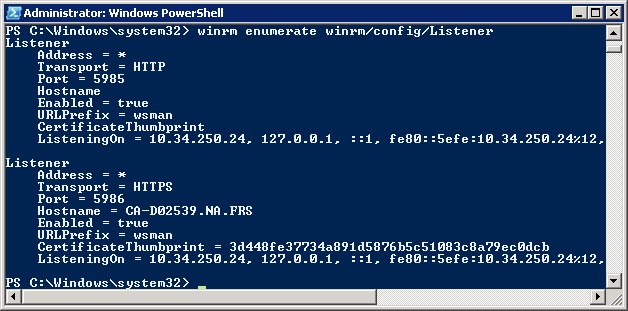 Administrator: Windows PowerShell
PS C:\Windows\system32> winrm enumerate winrm/config/Listener
Listener
    Address = *
    Transport = HTTP
    Port = 5985
    Hostname
    Enabled = true
    URLPrefix = wsman
    CertificateThumbprint
    ListeningOn = 10.34.250.24, 127.0.0.1, ::1, fe80::5efe:10.34.250.24%12,
Listener
    Address = *
    Transport = HTTPS
    Port = 5986
    Hostname = CA-D02539.NA.FRS
    Enabled = true
    URLPrefix = wsman
    CertificateThumbprint = 3d448fe37734a891d5876b5c51083c8a79ec0dcb
    ListeningOn = 10.34.250.24, 127.0.0.1, ::1, fe80::5efe:10.34.250.24%12,
PS C:\Windows\system32>